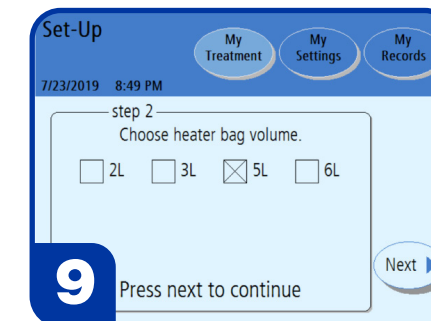 Set-Up
My Treatment
My Settings
My Records
7/23/2019 8:49 PM
step 2
Choose heater bag volume.
2L 3L 5L 6L
Next
9
Press next to continue